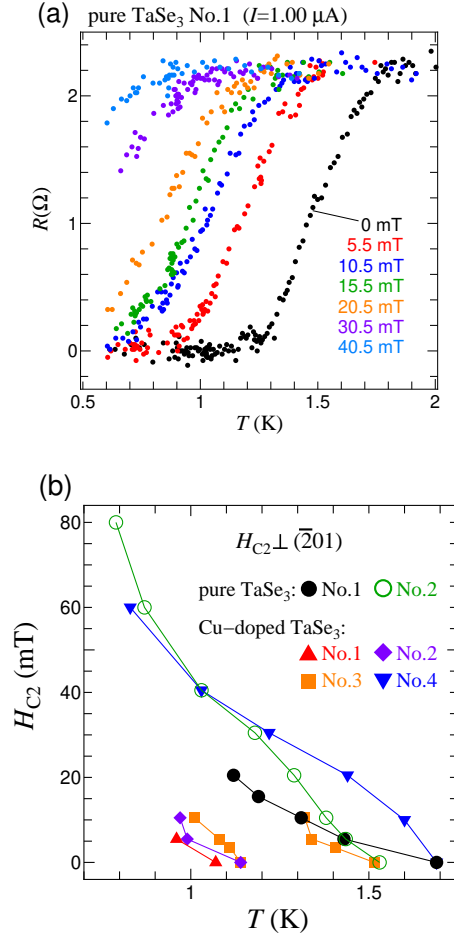 (a) pure TaSe3 No.1 (I=1.00 μA)
R(Ω)
2
1
0
0 mT
5.5 mT
10.5 mT
15.5 mT
20.5 mT
30.5 mT
40.5 mT
0.5 1 1.5 2
T (K)
(b)
80
60
40
20
0
HC2 (mT)
HC2⊥ (2̅01)
pure TaSe3: No.1 No.2
Cu−doped TaSe3:
No.1 No.2
No.3 No.4
1 1.5
T (K)